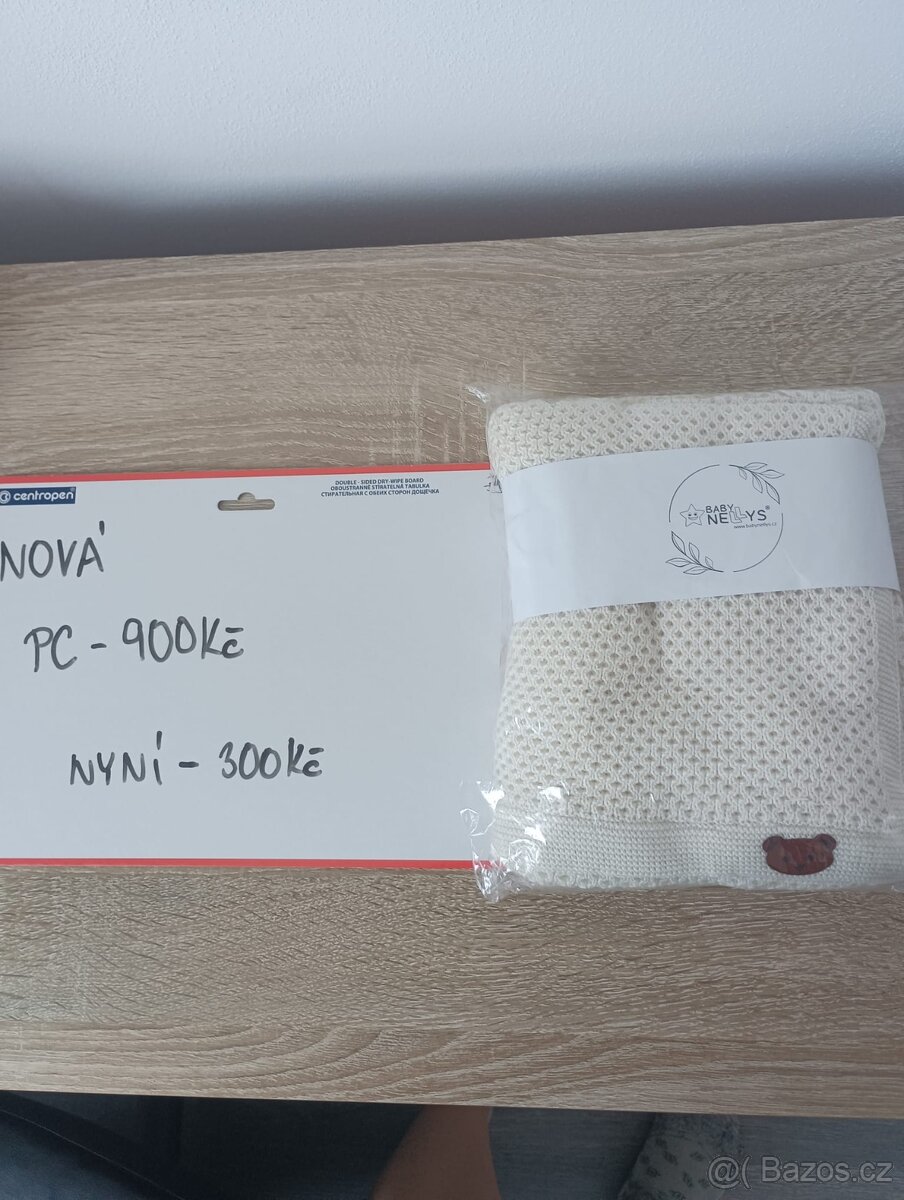 centropen
DOUBLE - SIDED DRY-WIPE BOARD
OBOUSTRANNĚ STÍRATELNÁ TABULKA
СТИРАТЕЛЬНАЯ С ОБЕИХ СТОРОН ДОЩЕЧКА
NOVÁ
PC - 900Kč
NYNÍ - 300Kč
BABY
NELLYS®
www.babynellys.cz
@( Bazos.cz